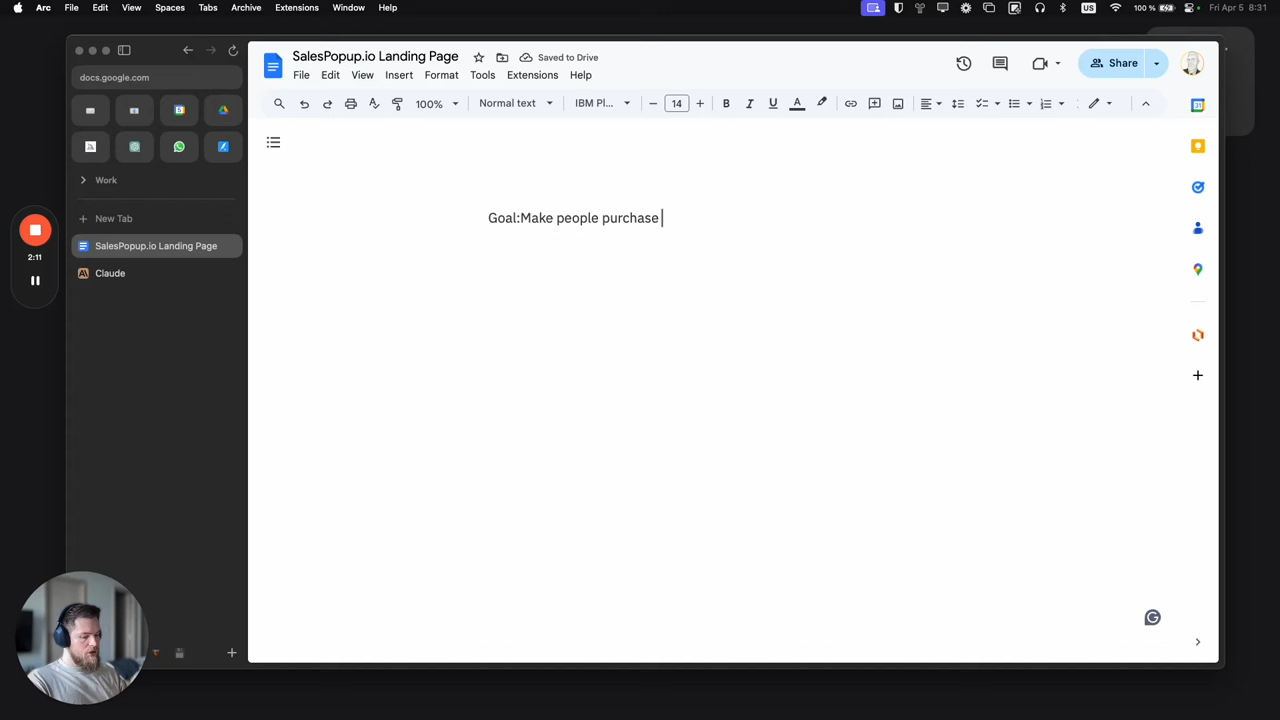 Arc File Edit View Spaces Tabs Archive Extensions Window Help US 100 % Fri Apr 5 8:31
SalesPopup.io Landing Page Saved to Drive
File Edit View Insert Format Tools Extensions Help
Share
docs.google.com
100% Normal text IBM Pl... 14
Work
New Tab
SalesPopup.io Landing Page
Claude
2:11
Goal:Make people purchase